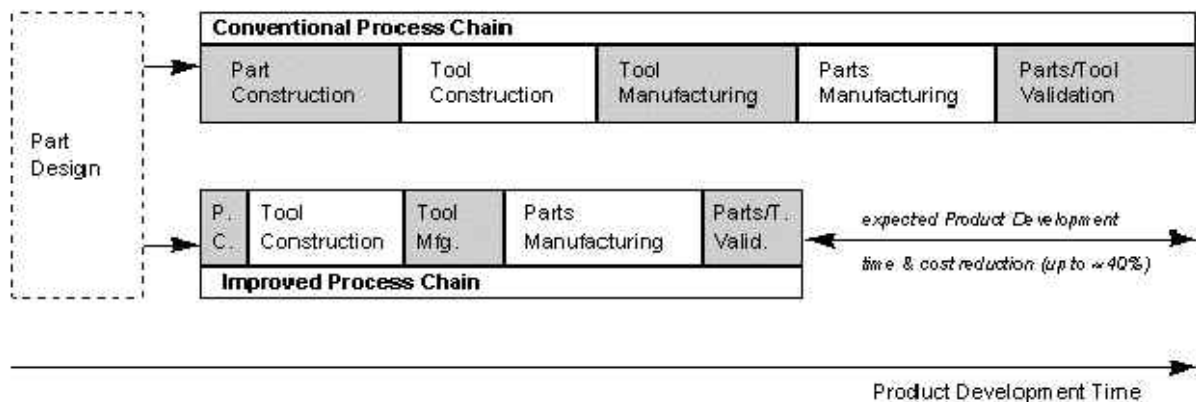 Conventional Process Chain
Part
Construction
Tool
Construction
Tool
Manufacturing
Parts
Manufacturing
Parts/Tool
Validation
Part
Design
P.
C.
Tool
Construction
Tool
Mfg.
Parts
Manufacturing
Parts/T.
Valid.
expected Product Development
time & cost reduction (up to ≈ 40%)
Improved Process Chain
Product Development Time